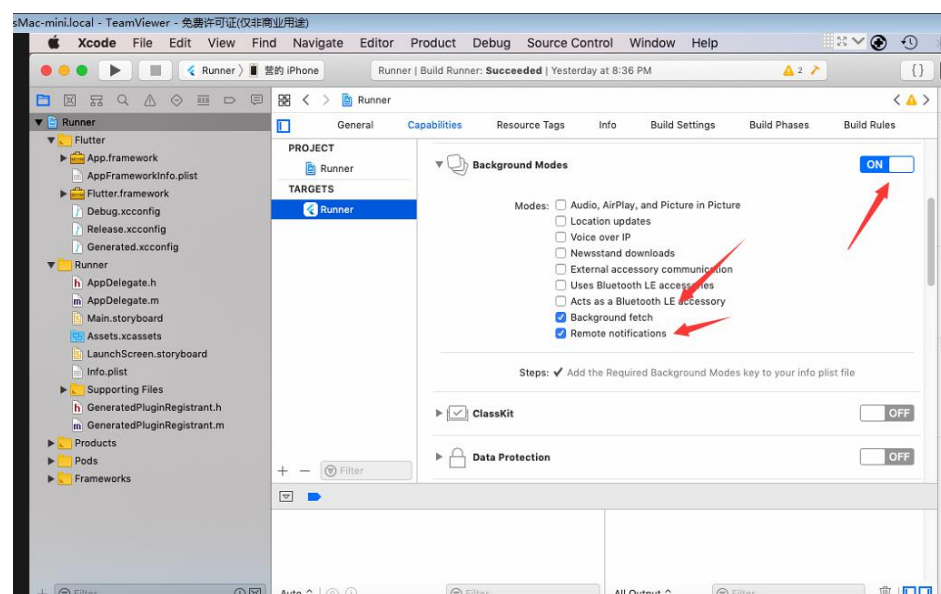 sMac-mini.local - TeamViewer - 免费许可证(仅非商业用途)
Xcode File Edit View Find Navigate Editor Product Debug Source Control Window Help
Runner 〉 营的 iPhone
Runner | Build Runner: Succeeded | Yesterday at 8:36 PM
2
{ }
Runner
Runner
Flutter
App.framework
AppFrameworkInfo.plist
Flutter.framework
Debug.xcconfig
Release.xcconfig
Generated.xcconfig
Runner
AppDelegate.h
AppDelegate.m
Main.storyboard
Assets.xcassets
LaunchScreen.storyboard
Info.plist
Supporting Files
GeneratedPluginRegistrant.h
GeneratedPluginRegistrant.m
Products
Pods
Frameworks
General Capabilities Resource Tags Info Build Settings Build Phases Build Rules
PROJECT
Runner
TARGETS
Runner
Filter
Background Modes
ON
Modes: Audio, AirPlay, and Picture in Picture
Location updates
Voice over IP
Newsstand downloads
External accessory communication
Uses Bluetooth LE accessories
Acts as a Bluetooth LE accessory
Background fetch
Remote notifications
Steps: ✓ Add the Required Background Modes key to your info plist file
ClassKit
OFF
Data Protection
OFF
Filter
Auto
Filter
All Output
Filter